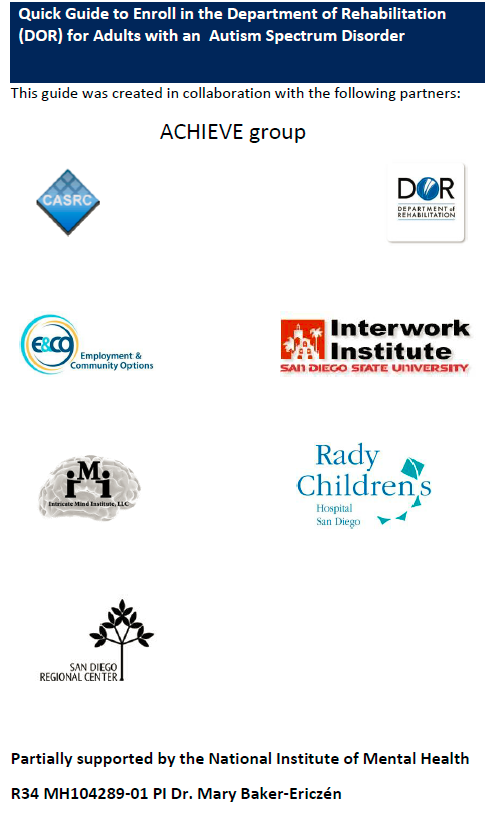 Quick Guide to Enroll in the Department of Rehabilitation
(DOR) for Adults with an Autism Spectrum Disorder
This guide was created in collaboration with the following partners:
ACHIEVE group
CASRC
DOR
DEPARTMENT of
REHABILITATION
E&CO
Employment &
Community Options
Interwork
Institute
SAN DIEGO STATE UNIVERSITY
iMi
Intricate Mind Institute, LLC
Rady
Children's
Hospital
San Diego
SAN DIEGO
REGIONAL CENTER
Partially supported by the National Institute of Mental Health
R34 MH104289-01 PI Dr. Mary Baker-Ericzén